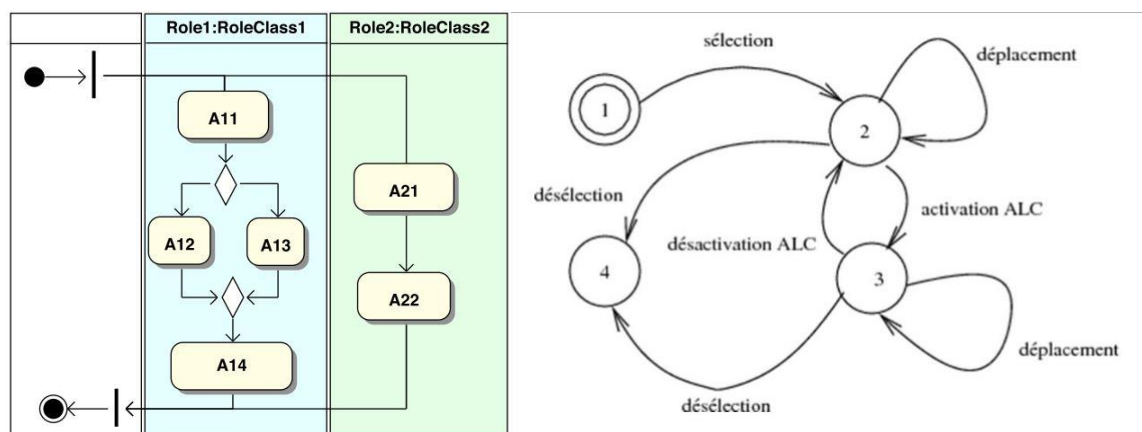 Role1:RoleClass1
Role2:RoleClass2
A11
A12
A13
A14
A21
A22
sélection
déplacement
1
2
désélection
activation ALC
désactivation ALC
4
3
déplacement
désélection